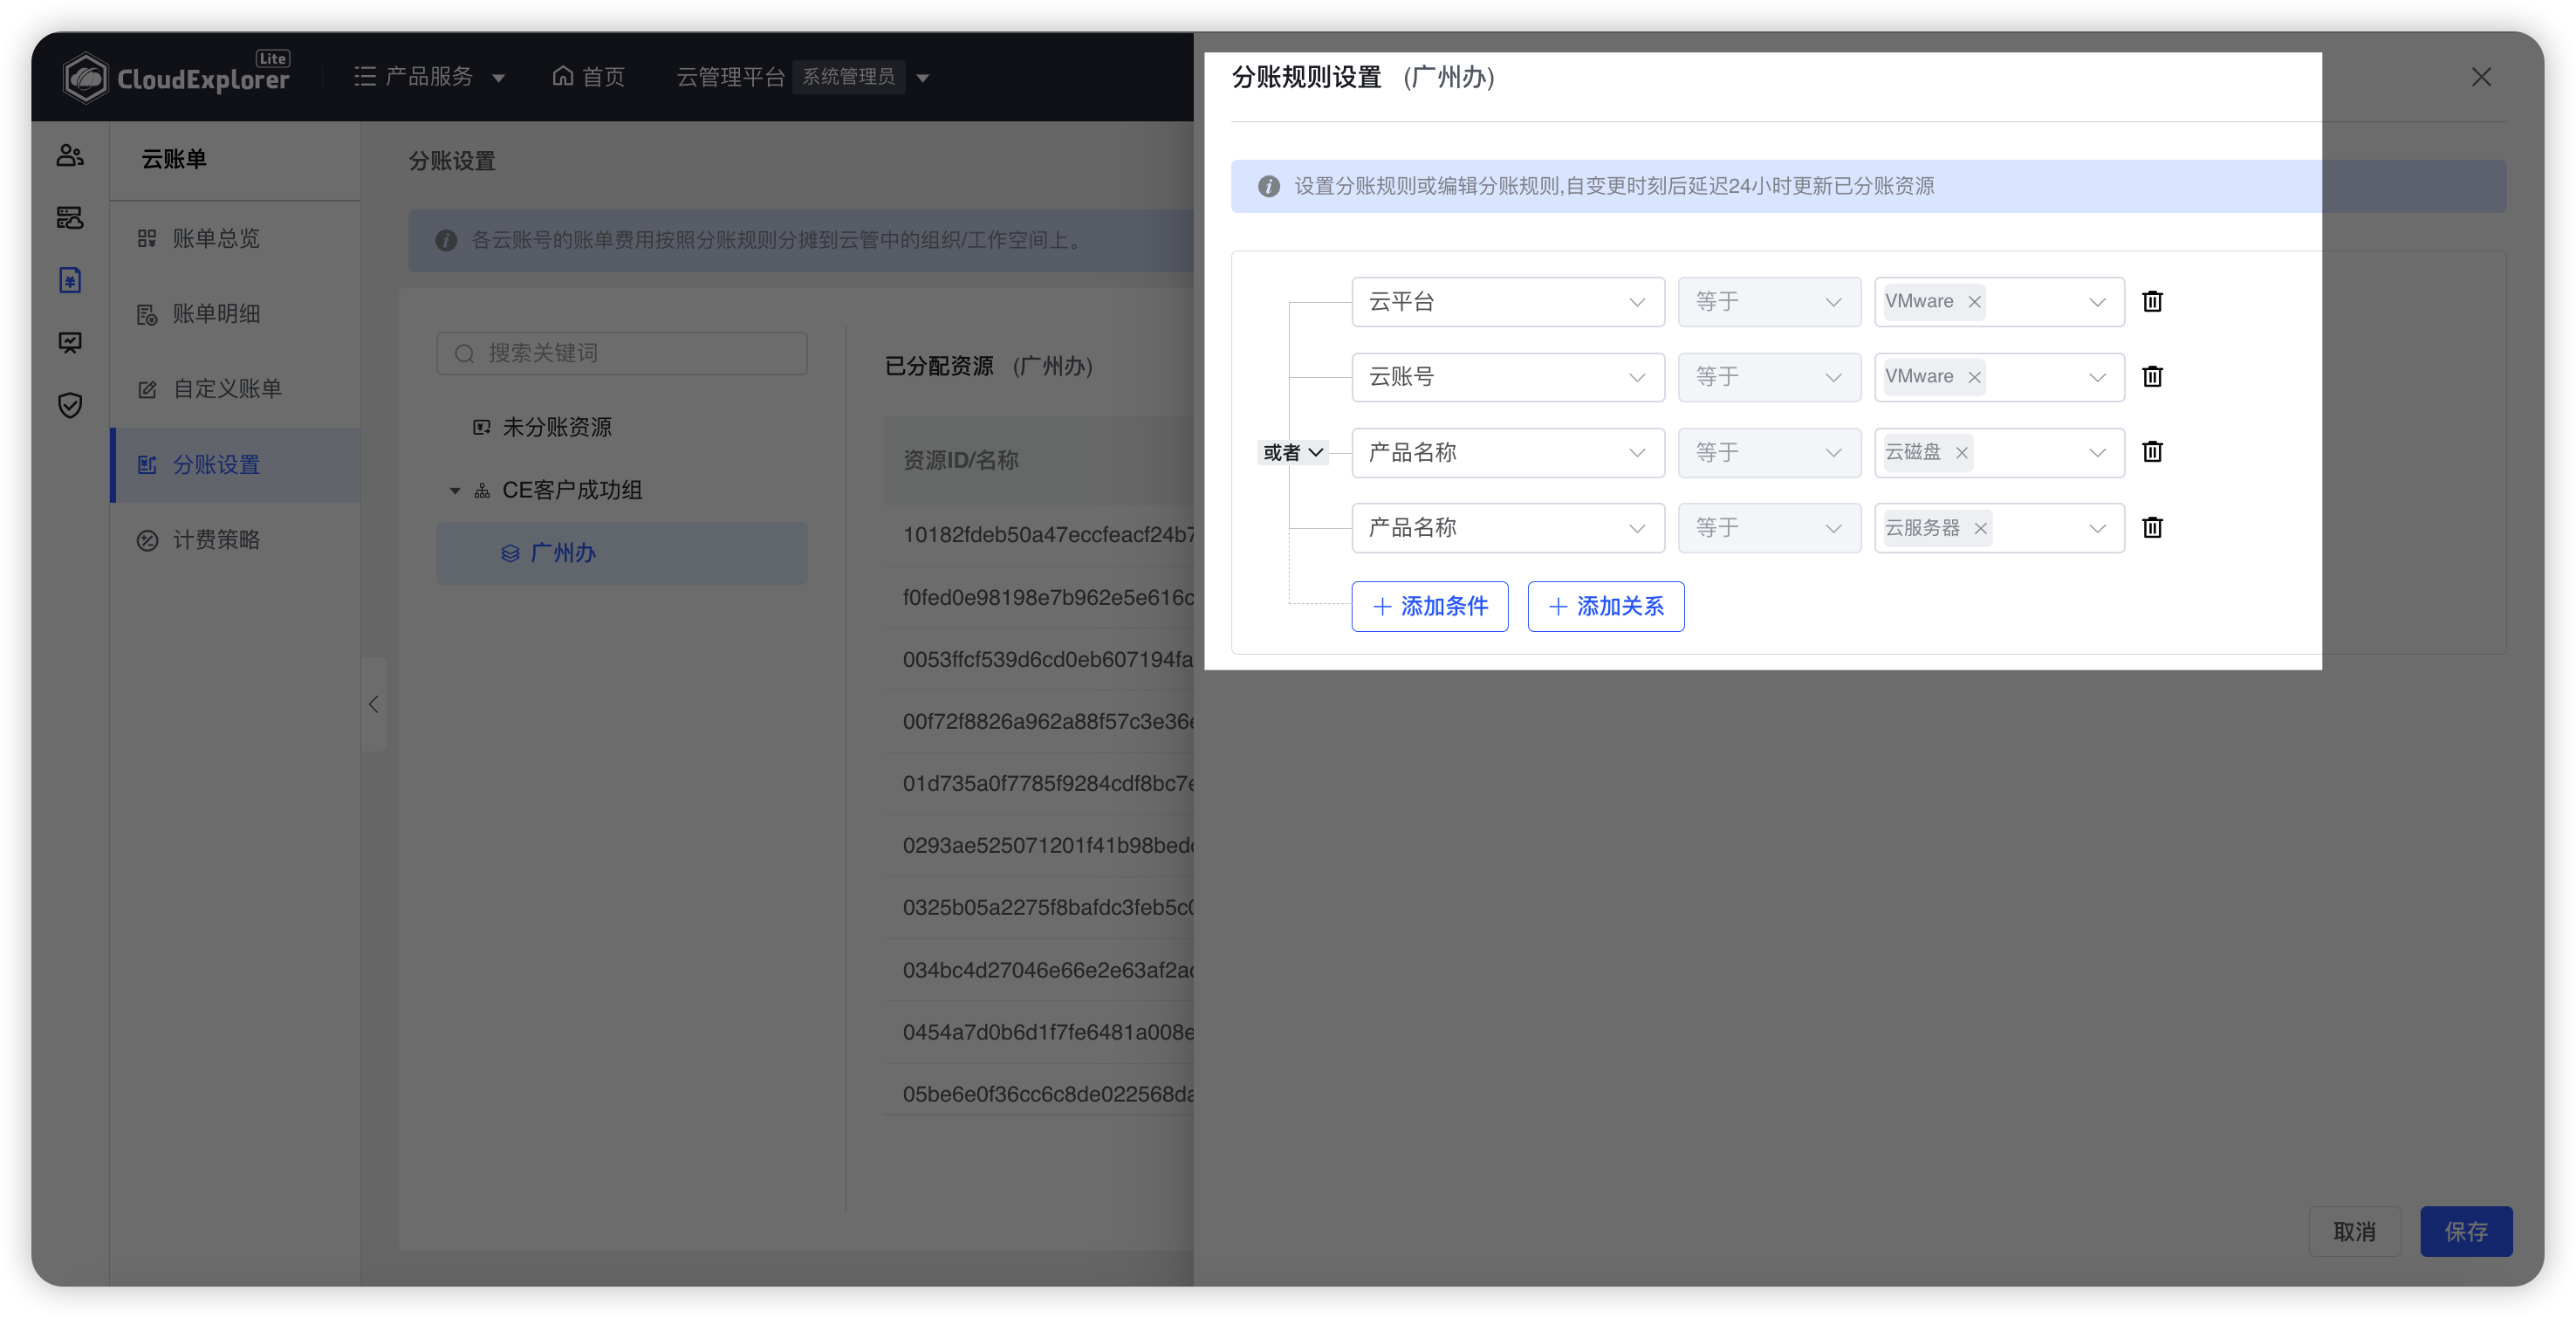 CloudExplorer Lite
产品服务
首页
云管理平台 系统管理员
云账单
账单总览
账单明细
自定义账单
分账设置
计费策略
分账设置
各云账号的账单费用按照分账规则分摊到云管中的组织/工作空间上。
搜索关键词
未分账资源
CE客户成功组
广州办
已分配资源 (广州办)
资源ID/名称
10182fdeb50a47eccfeacf24b7
f0fed0e98198e7b962e5e616c
0053ffcf539d6cd0eb607194fa
00f72f8826a962a88f57c3e36
01d735a0f7785f9284cdf8bc7
0293ae525071201f41b98bed
0325b05a2275f8bafdc3feb5c
034bc4d27046e66e2e63af2a
0454a7d0b6d1f7fe6481a008e
05be6e0f36cc6c8de022568da
分账规则设置 (广州办)
设置分账规则或编辑分账规则,自变更时刻后延迟24小时更新已分账资源
或者
云平台 等于 VMware
云账号 等于 VMware
产品名称 等于 云磁盘
产品名称 等于 云服务器
添加条件 添加关系
取消 保存